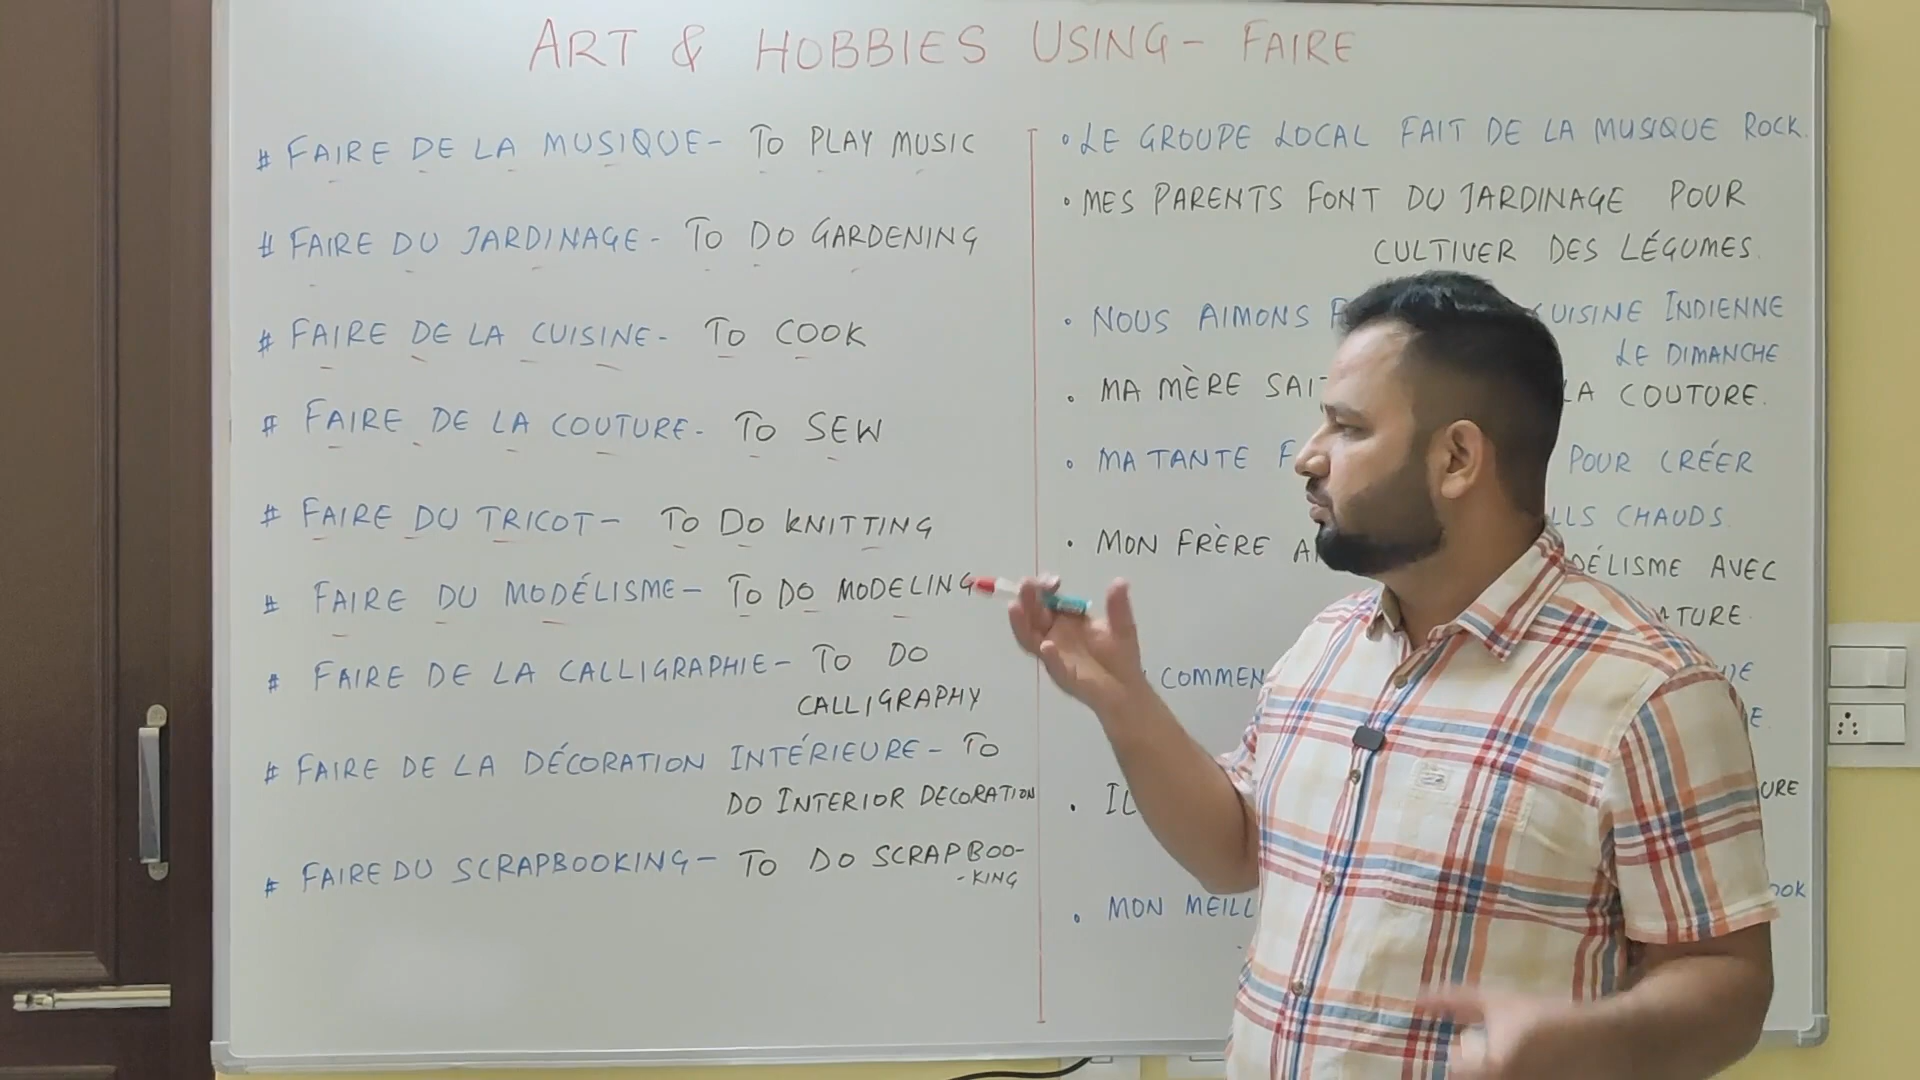 ART & HOBBIES USING- FAIRE
# FAIRE DE LA MUSIQUE- TO PLAY MUSIC
# FAIRE DU JARDINAGE- TO DO GARDENING
# FAIRE DE LA CUISINE- TO COOK
# FAIRE DE LA COUTURE- TO SEW
# FAIRE DU TRICOT- TO DO KNITTING
# FAIRE DU MODÉLISME- TO DO MODELING
# FAIRE DE LA CALLIGRAPHIE- TO DO
CALLIGRAPHY
# FAIRE DE LA DÉCORATION INTÉRIEURE- TO
DO INTERIOR DECORATION
# FAIRE DU SCRAPBOOKING- TO DO SCRAPBOO-
-KING
• LE GROUPE LOCAL FAIT DE LA MUSIQUE ROCK.
• MES PARENTS FONT DU JARDINAGE POUR
CULTIVER DES LÉGUMES.
• NOUS AIMONS CUISINE INDIENNE
LE DIMANCHE
• MA MÈRE LA COUTURE.
• MA TANTE POUR CRÉER
CHAUDS.
• MON FRÈRE AVEC
• MON